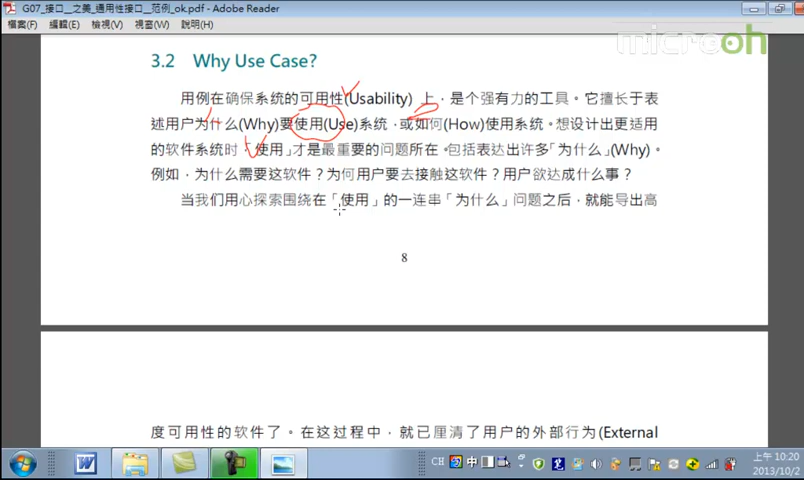 G07_接口__之美_通用性接口__范例_ok.pdf - Adobe Reader
檔案(F) 編輯(E) 檢視(V) 視窗(W) 說明(H)
microoh
3.2 Why Use Case?
用例在确保系统的可用性(Usability) 上，是个强有力的工具。它擅长于表
述用户为什么(Why)要使用(Use)系统，或如何(How)使用系统。想设计出更适用
的软件系统时，「使用」才是最重要的问题所在。包括表达出许多「为什么」(Why)。
例如，为什么需要这软件？为何用户要去接触这软件？用户欲达成什么事？
当我们用心探索围绕在「使用」的一连串「为什么」问题之后，就能导出高
8
度可用性的软件了。在这过程中，就已厘清了用户的外部行为(External
CH
上午 10:20
2013/10/2